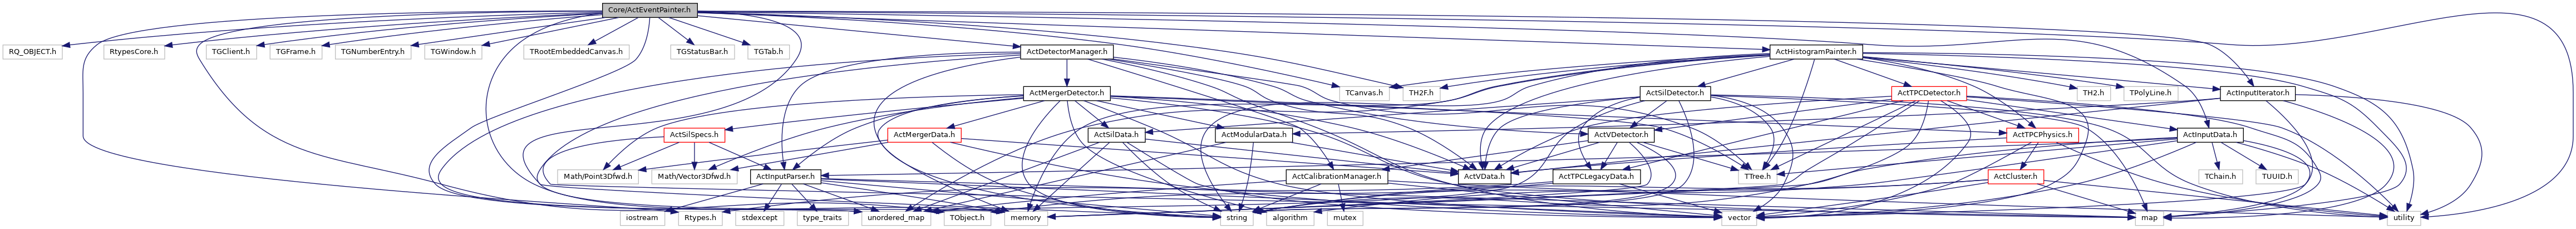 Core/ActEventPainter.h
RQ_OBJECT.h
RtypesCore.h
TGClient.h
TGFrame.h
TGNumberEntry.h
TGWindow.h
TRootEmbeddedCanvas.h
TGStatusBar.h
TGTab.h
ActDetectorManager.h
ActHistogramPainter.h
ActMergerDetector.h
TCanvas.h
TH2F.h
ActSilDetector.h
ActTPCDetector.h
TH2.h
TPolyLine.h
ActInputIterator.h
ActSilSpecs.h
ActMergerData.h
ActSilData.h
ActModularData.h
ActVDetector.h
ActTPCPhysics.h
ActInputData.h
Math/Point3Dfwd.h
Math/Vector3Dfwd.h
ActInputParser.h
ActCalibrationManager.h
ActVData.h
ActTPCLegacyData.h
TTree.h
ActCluster.h
TChain.h
TUUID.h
iostream
Rtypes.h
stdexcept
type_traits
unordered_map
TObject.h
memory
string
algorithm
mutex
vector
map
utility